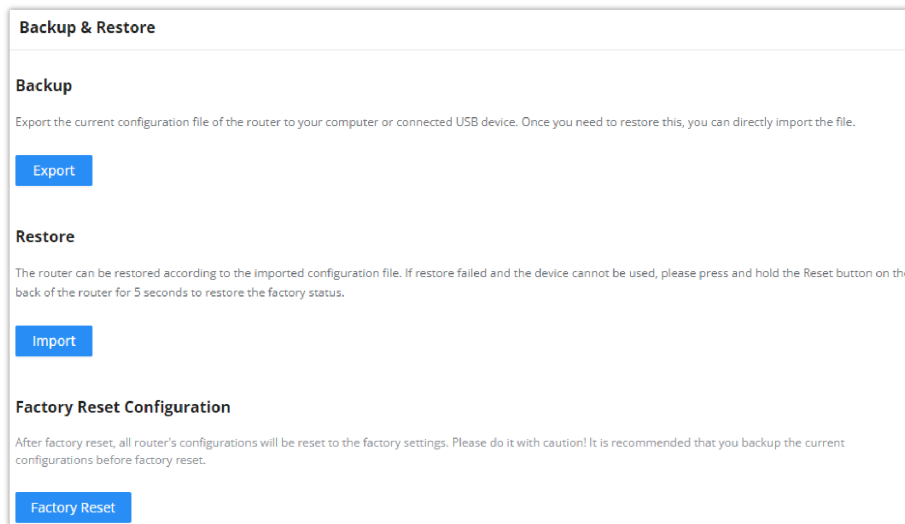 Backup & Restore
Backup
Export the current configuration file of the router to your computer or connected USB device. Once you need to restore this, you can directly import the file.
Export
Restore
The router can be restored according to the imported configuration file. If restore failed and the device cannot be used, please press and hold the Reset button on the
back of the router for 5 seconds to restore the factory status.
Import
Factory Reset Configuration
After factory reset, all router's configurations will be reset to the factory settings. Please do it with caution! It is recommended that you backup the current
configurations before factory reset.
Factory Reset